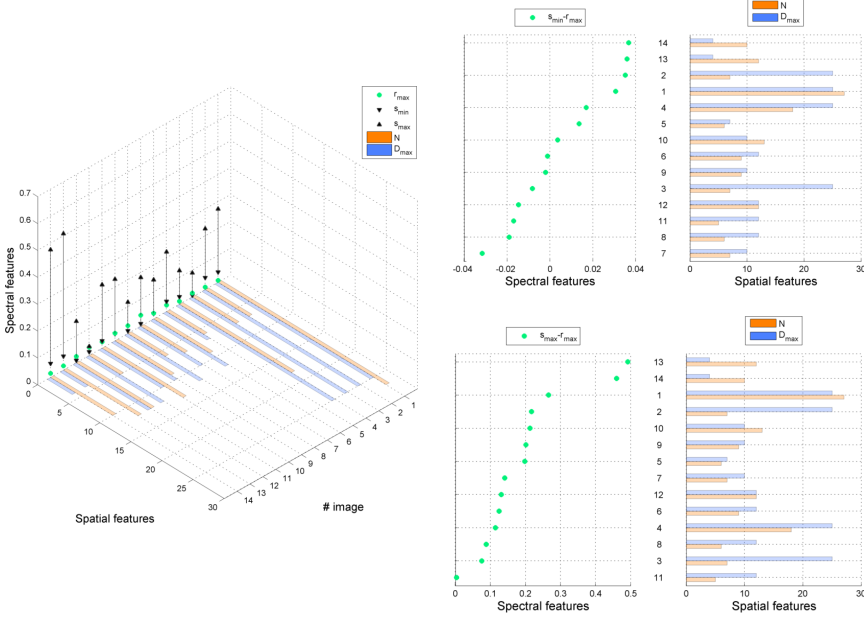 r_max
s_min
s_max
N
D_max
0.7
0.6
0.5
0.4
0.3
0.2
0.1
0
Spectral features
0
5
10
15
20
25
30
Spatial features
14 13 12 11 10 9 8 7 6 5 4 3 2 1
# image
s_min-r_max
-0.04 -0.02 0 0.02 0.04
Spectral features
14
13
2
1
4
5
10
6
9
3
12
11
8
7
N
D_max
0 10 20 30
Spatial features
s_max-r_max
0 0.1 0.2 0.3 0.4 0.5
Spectral features
13
14
1
2
10
9
5
7
12
6
4
8
3
11
N
D_max
0 10 20 30
Spatial features